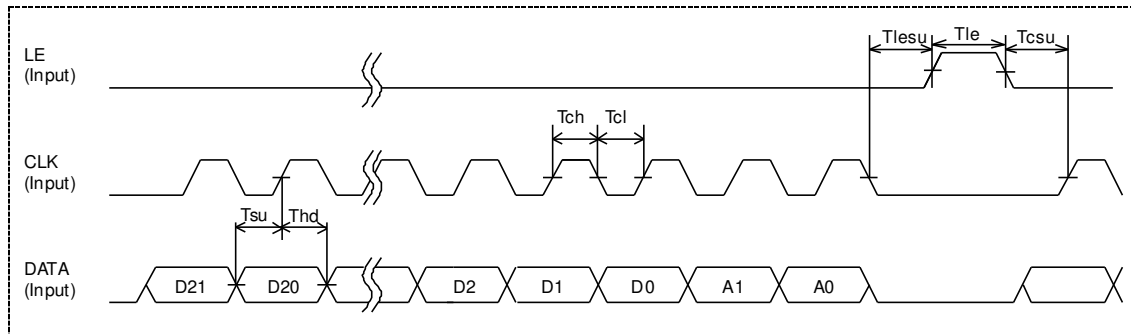 Tlesu Tle Tcsu
LE
(Input)
Tch Tcl
CLK
(Input)
Tsu Thd
DATA
(Input)
D21 D20 D2 D1 D0 A1 A0